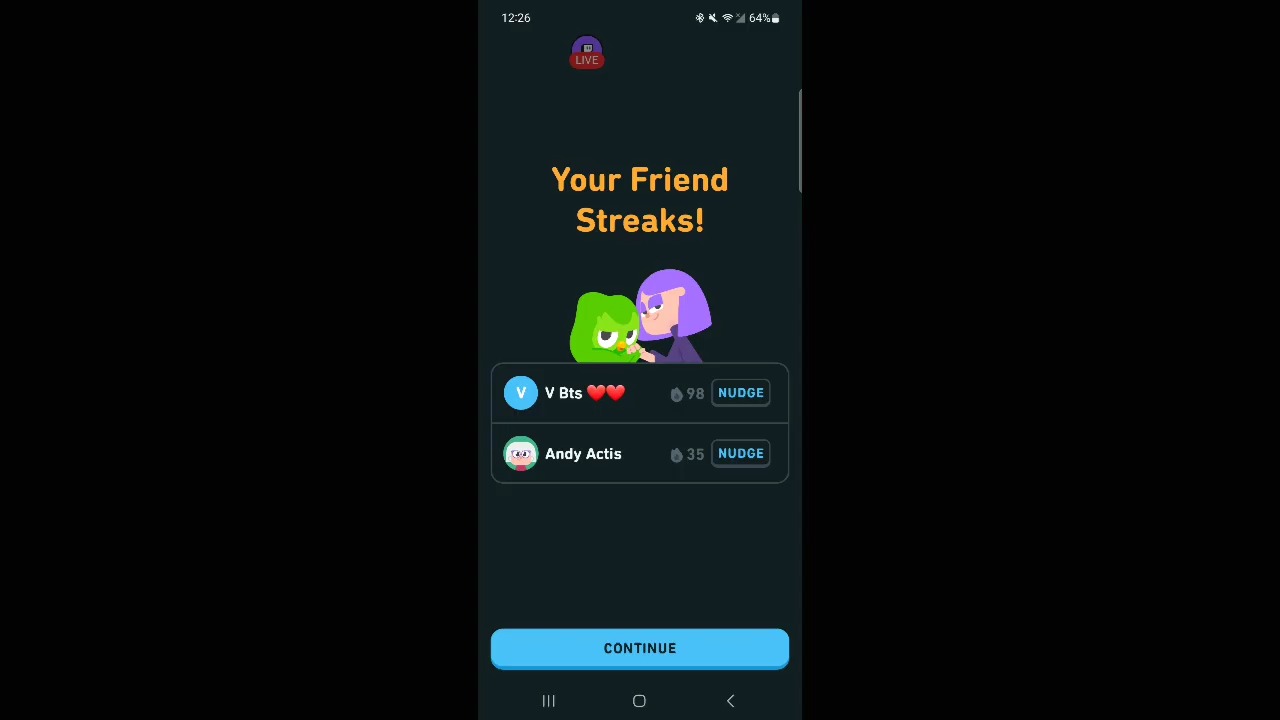 12:26
64%
LIVE
Your Friend
Streaks!
V
V Bts ❤️❤️
98
NUDGE
Andy Actis
35
NUDGE
CONTINUE